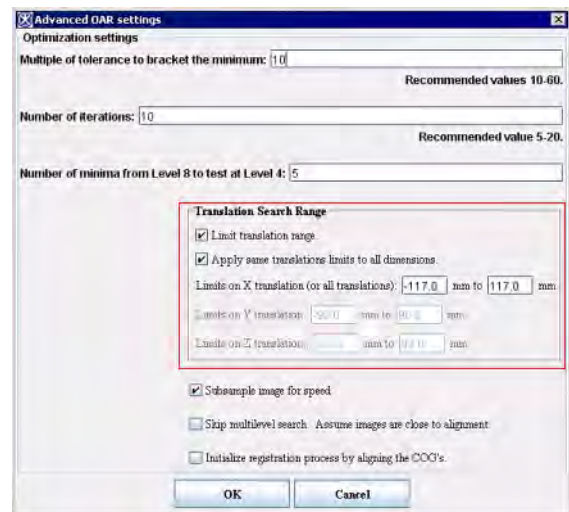 Advanced OAR settings
Optimization settings
Multiple of tolerance to bracket the minimum: 10
Recommended values 10-60.
Number of iterations: 10
Recommended value 5-20.
Number of minima from Level 8 to test at Level 4: 5
Translation Search Range
Limit translation range.
Apply same translations limits to all dimensions.
Limits on X translation (or all translations): -117.0 mm to 117.0 mm
Limits on Y translation mm to mm
Limits on Z translation mm to mm
Subsample image for speed
Skip multilevel search. Assume images are close to alignment.
Initialize registration process by aligning the COG's.
OK Cancel